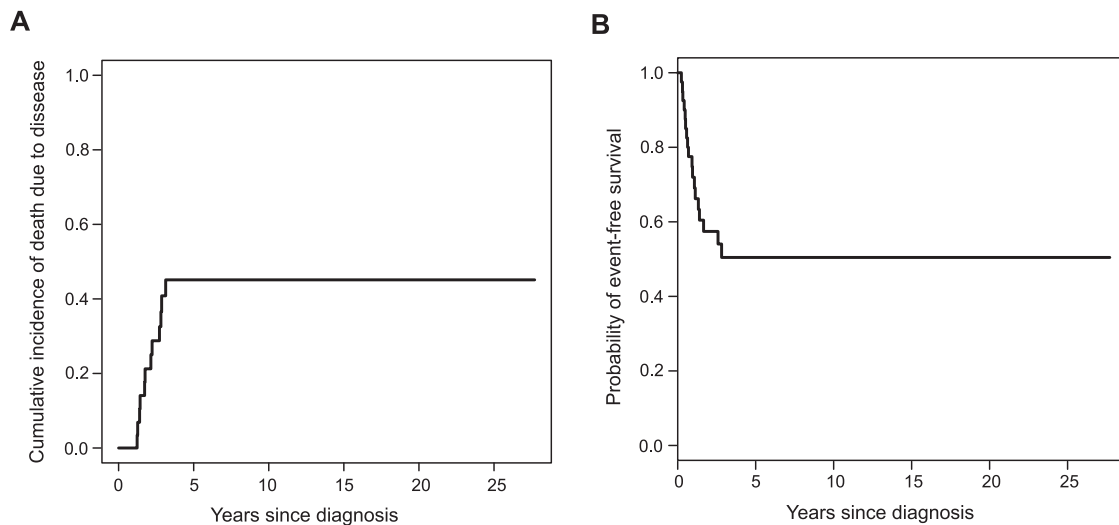 A
Cumulative incidence of death due to dissease
1.0
0.8
0.6
0.4
0.2
0.0
0 5 10 15 20 25
Years since diagnosis
B
Probability of event-free survival
1.0
0.8
0.6
0.4
0.2
0.0
0 5 10 15 20 25
Years since diagnosis